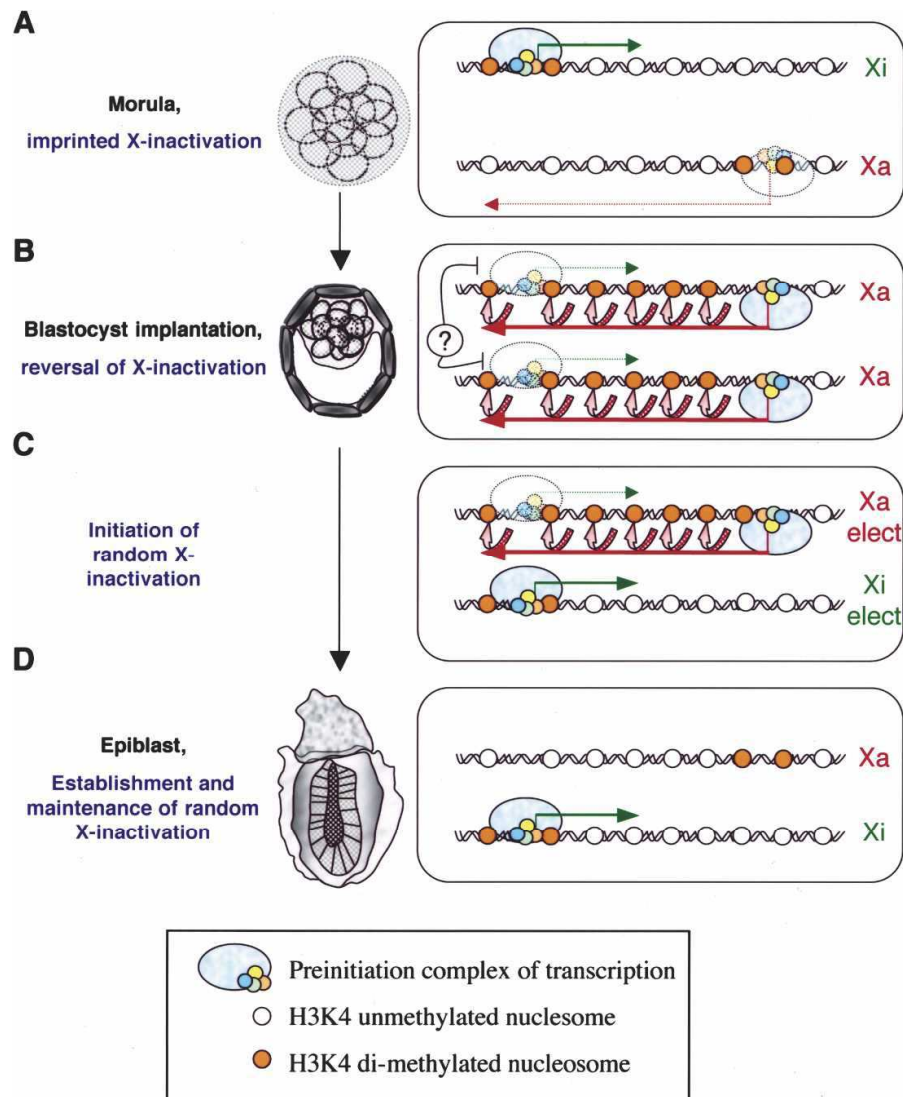 A
Morula,
imprinted X-inactivation
Xi
Xa
B
Blastocyst implantation,
reversal of X-inactivation
?
Xa
Xa
C
Initiation of
random X-
inactivation
Xa
elect
Xi
elect
D
Epiblast,
Establishment and
maintenance of random
X-inactivation
Xa
Xi
Preinitiation complex of transcription
H3K4 unmethylated nuclesome
H3K4 di-methylated nucleosome